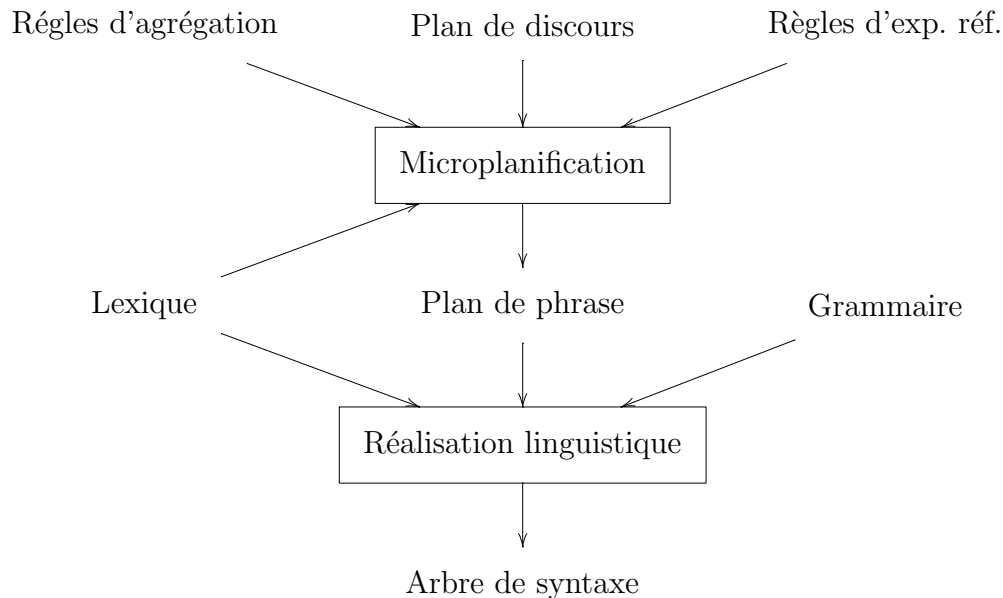 Régles d'agrégation
Plan de discours
Règles d'exp. réf.
Microplanification
Lexique
Plan de phrase
Grammaire
Réalisation linguistique
Arbre de syntaxe